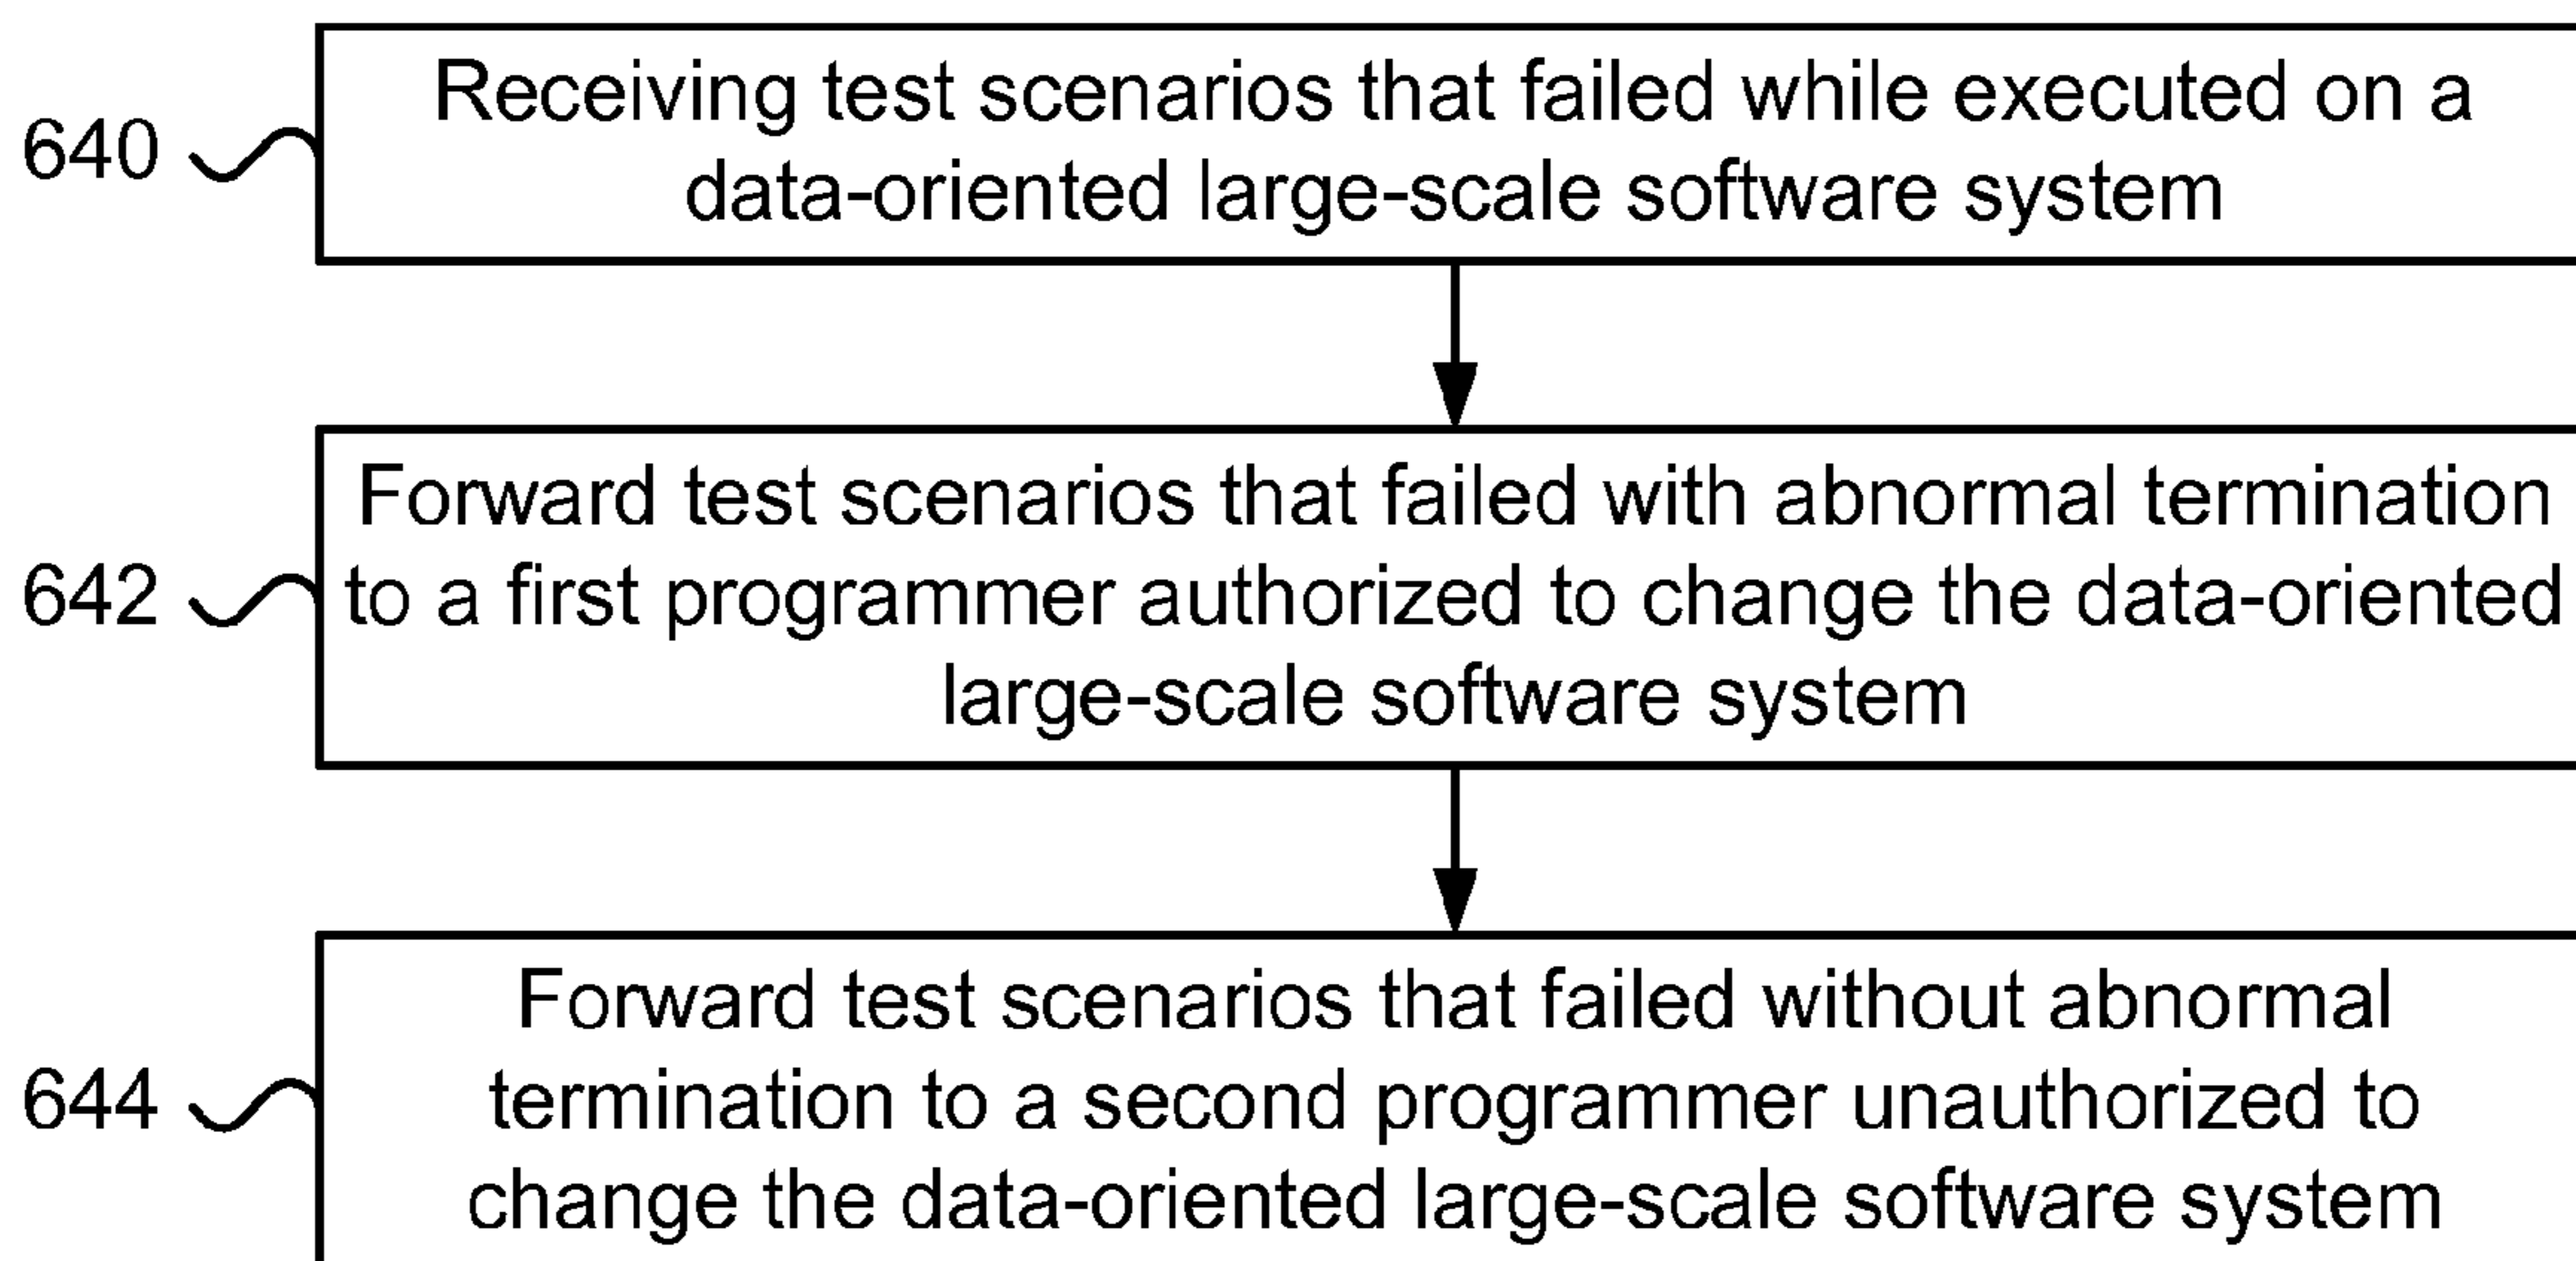 640
Receiving test scenarios that failed while executed on a
data-oriented large-scale software system
642
Forward test scenarios that failed with abnormal termination
to a first programmer authorized to change the data-oriented
large-scale software system
644
Forward test scenarios that failed without abnormal
termination to a second programmer unauthorized to
change the data-oriented large-scale software system